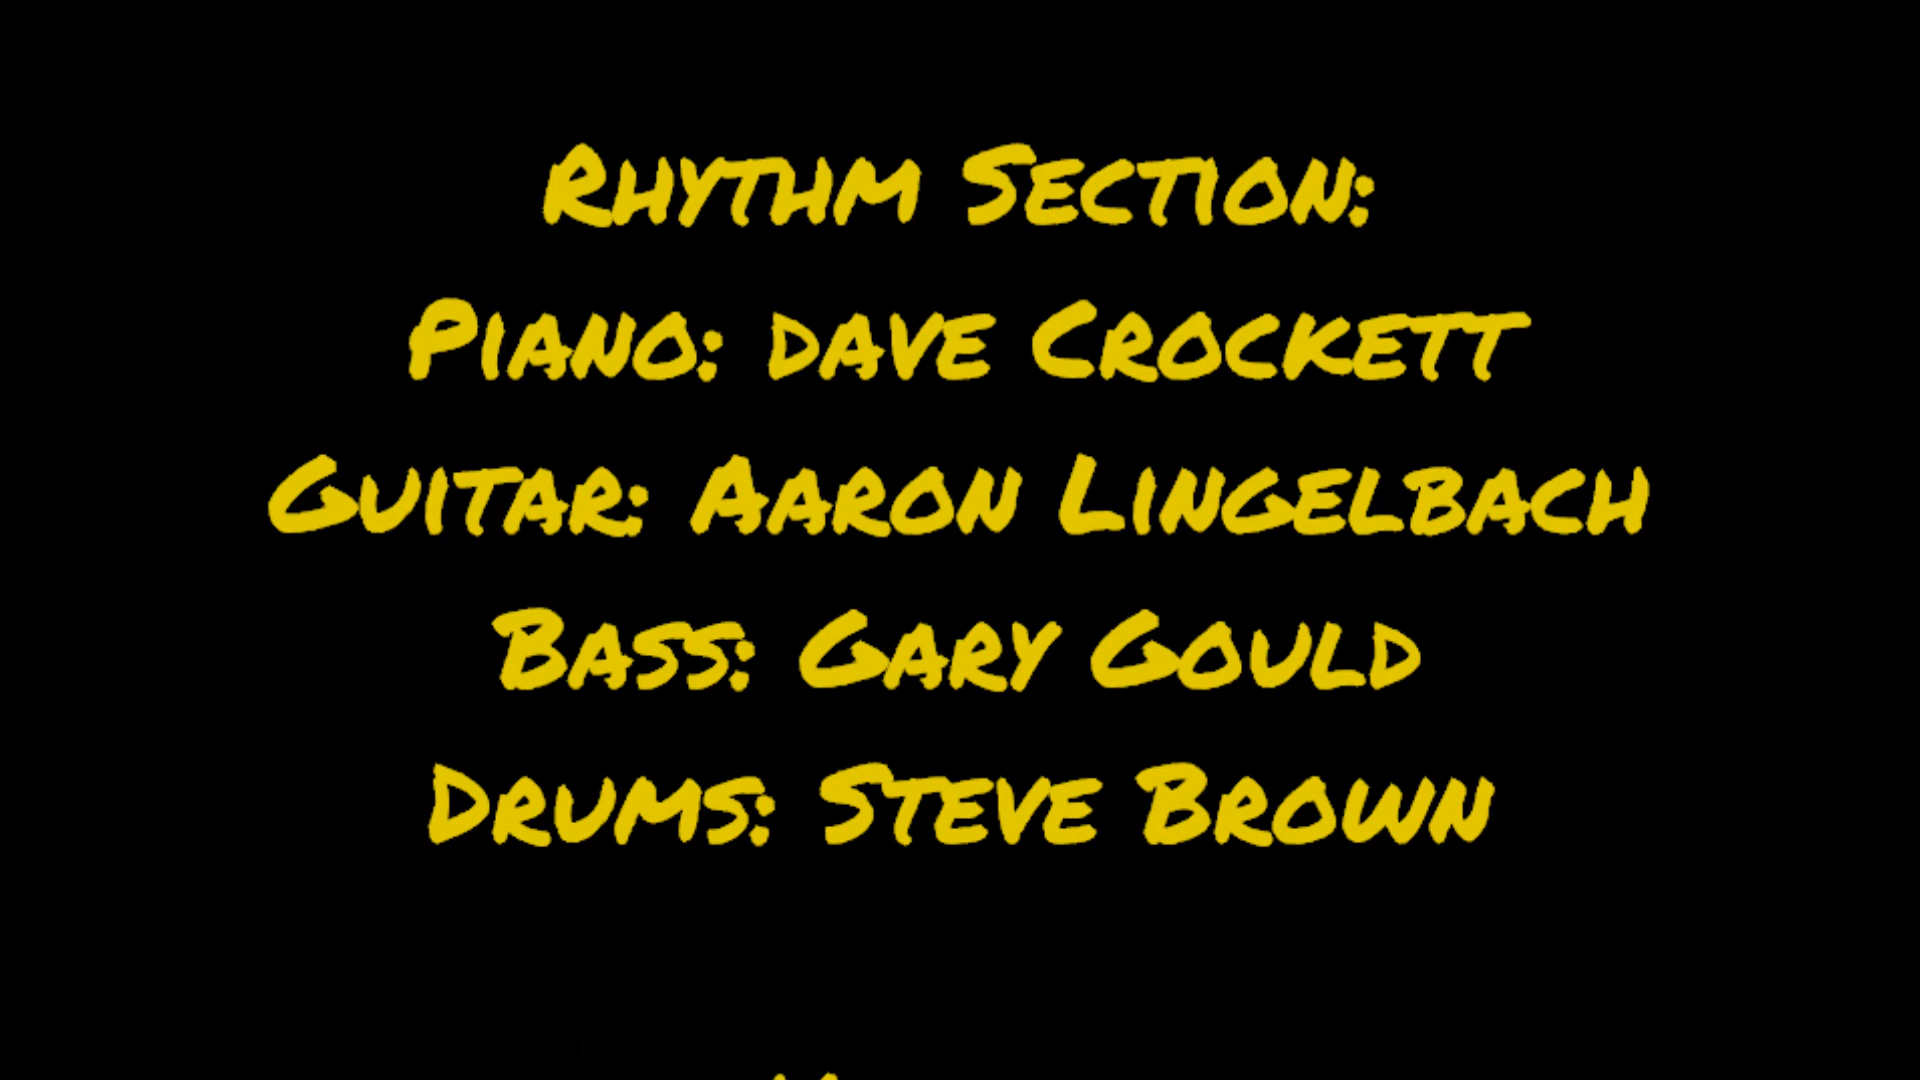 Rhythm Section:
Piano: dave Crockett
Guitar: Aaron Lingelbach
Bass: Gary Gould
Drums: Steve Brown